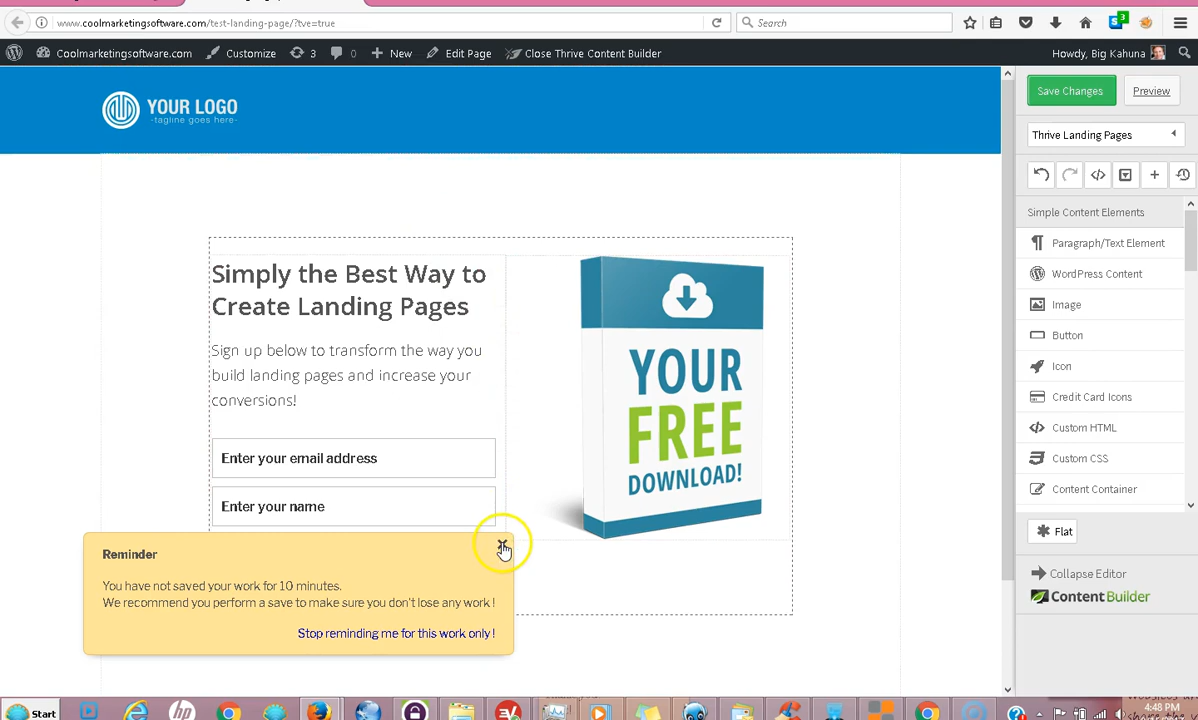 www.coolmarketingsoftware.com/test-landing-page/?tve=true
Search
3
Coolmarketingsoftware.com
Customize
3
0
New
Edit Page
Close Thrive Content Builder
Howdy, Big Kahuna
YOUR LOGO
-tagline goes here-
Save Changes
Preview
Thrive Landing Pages
Simple Content Elements
Paragraph/Text Element
WordPress Content
Image
Button
Icon
Credit Card Icons
Custom HTML
Custom CSS
Content Container
Flat
Collapse Editor
Content Builder
Simply the Best Way to
Create Landing Pages
Sign up below to transform the way you
build landing pages and increase your
conversions!
Enter your email address
Enter your name
YOUR
FREE
DOWNLOAD!
Reminder
You have not saved your work for 10 minutes.
We recommend you perform a save to make sure you don't lose any work !
Stop reminding me for this work only !
Start
4:48 PM